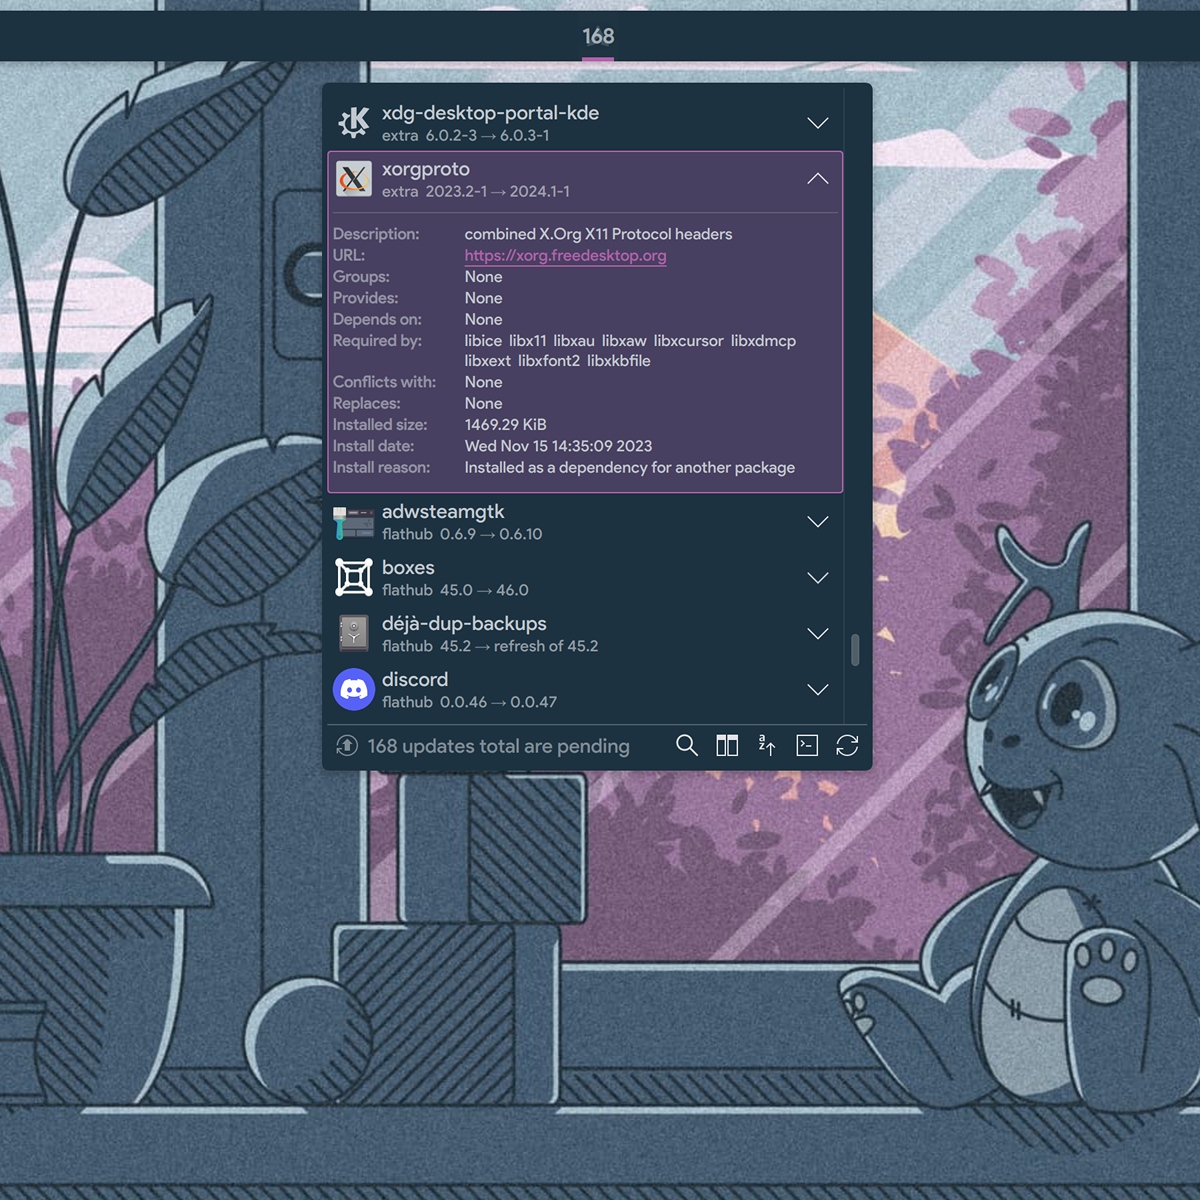 168
xdg-desktop-portal-kde
extra 6.0.2-3 → 6.0.3-1
xorgproto
extra 2023.2-1 → 2024.1-1
Description: combined X.Org X11 Protocol headers
URL: https://xorg.freedesktop.org
Groups: None
Provides: None
Depends on: None
Required by: libice libx11 libxau libxaw libxcursor libxdmcp
libxext libxfont2 libxkbfile
Conflicts with: None
Replaces: None
Installed size: 1469.29 KiB
Install date: Wed Nov 15 14:35:09 2023
Install reason: Installed as a dependency for another package
adwsteamgtk
flathub 0.6.9 → 0.6.10
boxes
flathub 45.0 → 46.0
déjà-dup-backups
flathub 45.2 → refresh of 45.2
discord
flathub 0.0.46 → 0.0.47
168 updates total are pending